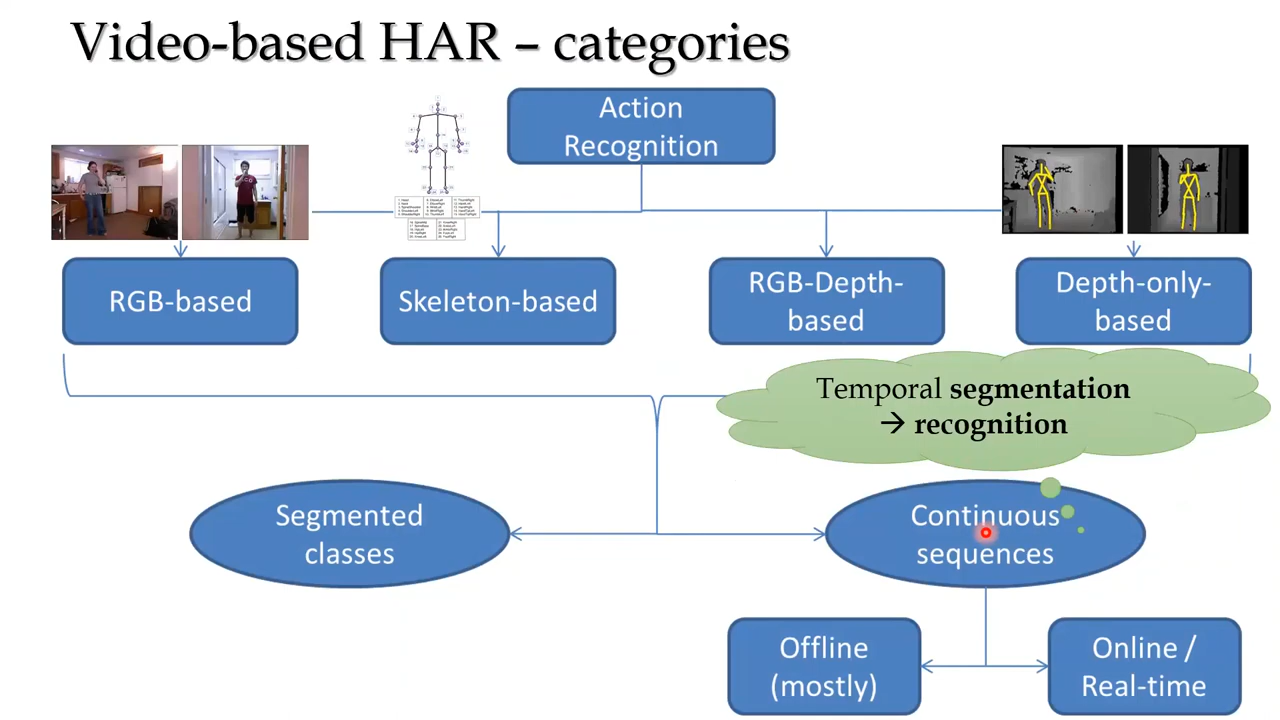 Video-based HAR – categories
Action
Recognition
RGB-based
Skeleton-based
RGB-Depth-
based
Depth-only-
based
Temporal segmentation
→ recognition
Segmented
classes
Continuous
sequences
Offline
(mostly)
Online /
Real-time